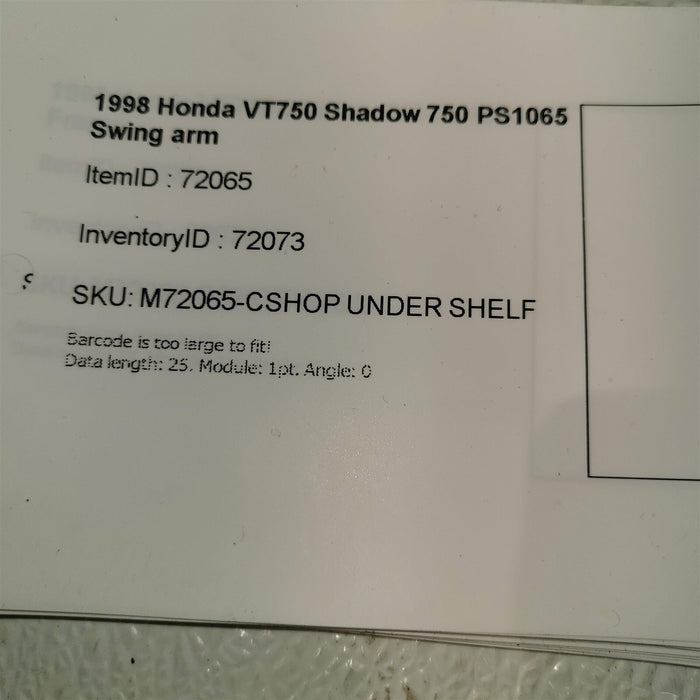 1998 Honda VT750 Shadow 750 PS1065
Swing arm
ItemID : 72065
InventoryID : 72073
SKU: M72065-CSHOP UNDER SHELF
Barcode is too large to fit!
Data length: 25. Module: 1pt. Angle: 0